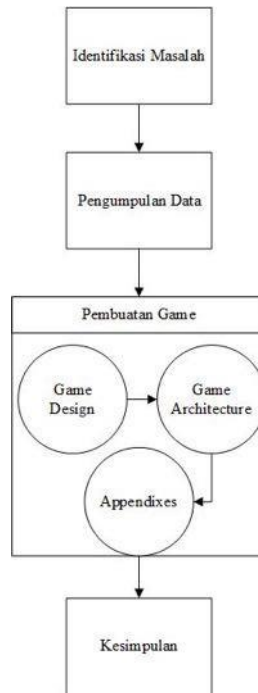 Identifikasi Masalah
Pengumpulan Data
Pembuatan Game
Game
Design
Game
Architecture
Appendixes
Kesimpulan